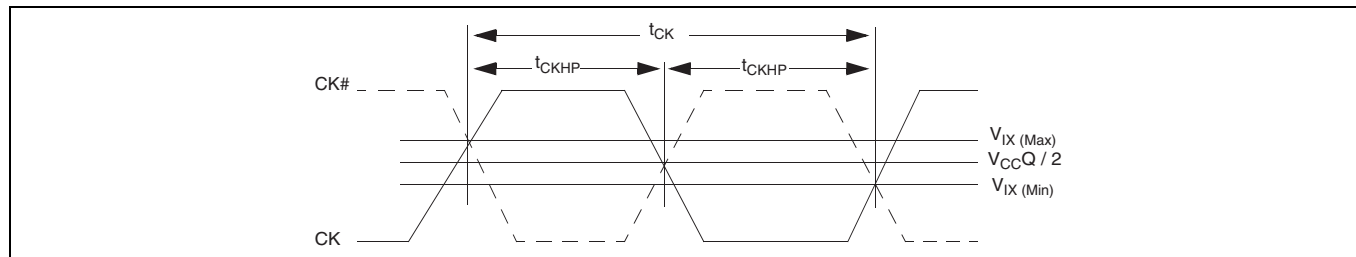 tCK
tCKHP tCKHP
CK#
VIX (Max)
VCCQ / 2
VIX (Min)
CK